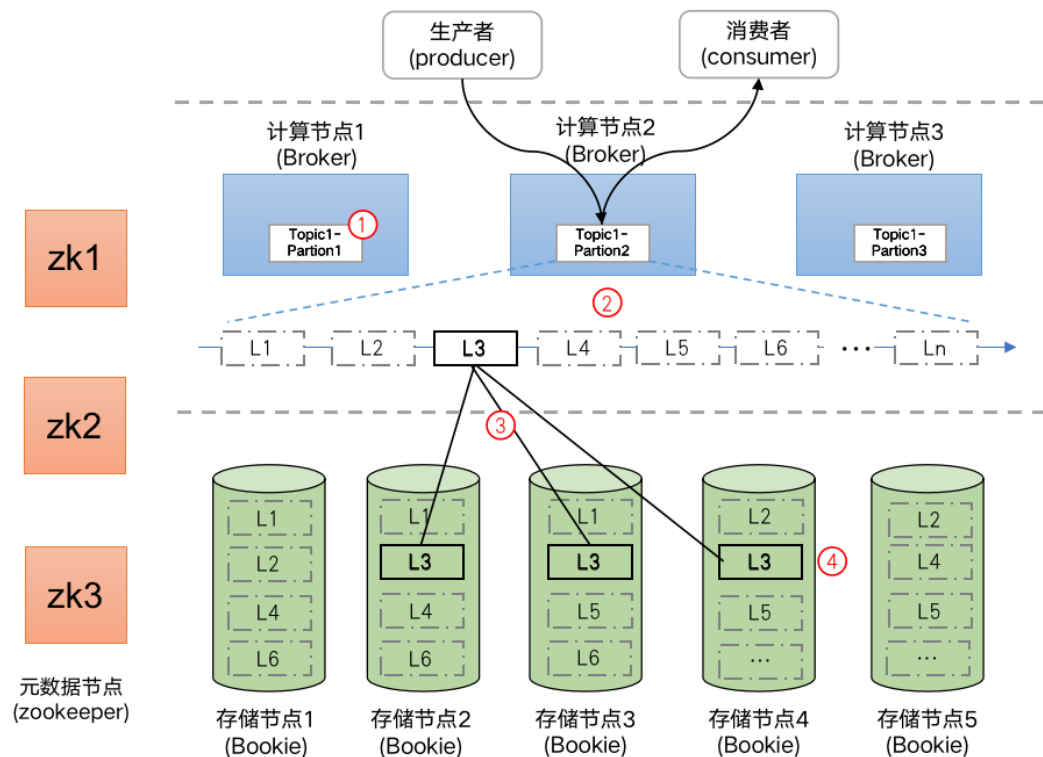 生产者
(producer)
消费者
(consumer)
计算节点1
(Broker)
计算节点2
(Broker)
计算节点3
(Broker)
Topic1-
Partion1
①
Topic1-
Partion2
Topic1-
Partion3
zk1
②
L1
L2
L3
L4
L5
L6
...
Ln
zk2
③
L1
L2
L4
L6
L1
L3
L4
L6
L1
L3
L5
L6
L2
L3
L5
...
④
L2
L4
L5
...
zk3
元数据节点
(zookeeper)
存储节点1
(Bookie)
存储节点2
(Bookie)
存储节点3
(Bookie)
存储节点4
(Bookie)
存储节点5
(Bookie)